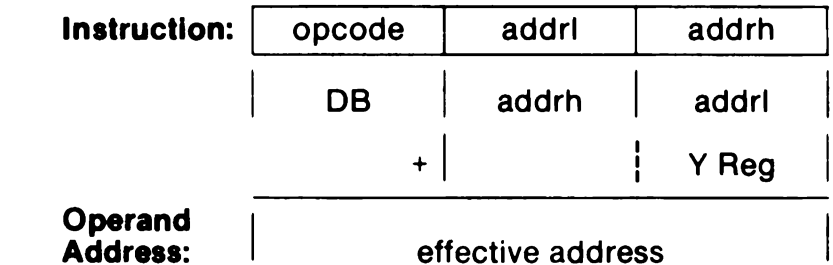 Instruction: opcode addrl addrh
DB addrh addrl
+ Y Reg
Operand
Address: effective address